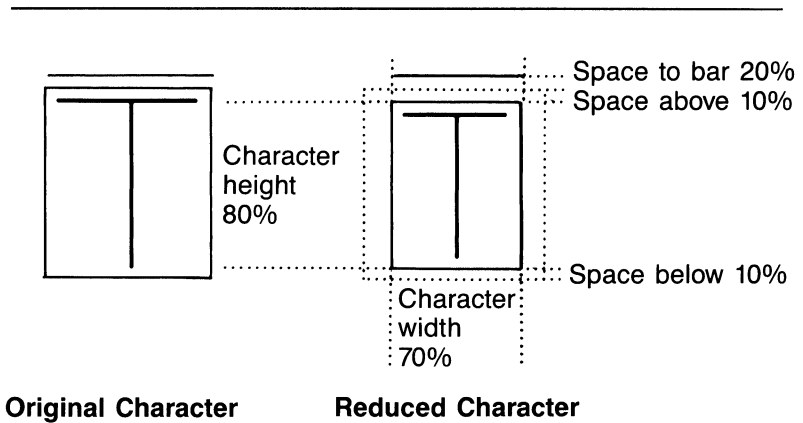 Space to bar 20%
Space above 10%
T
T
Character
height
80%
Space below 10%
Character
width
70%
Original Character
Reduced Character